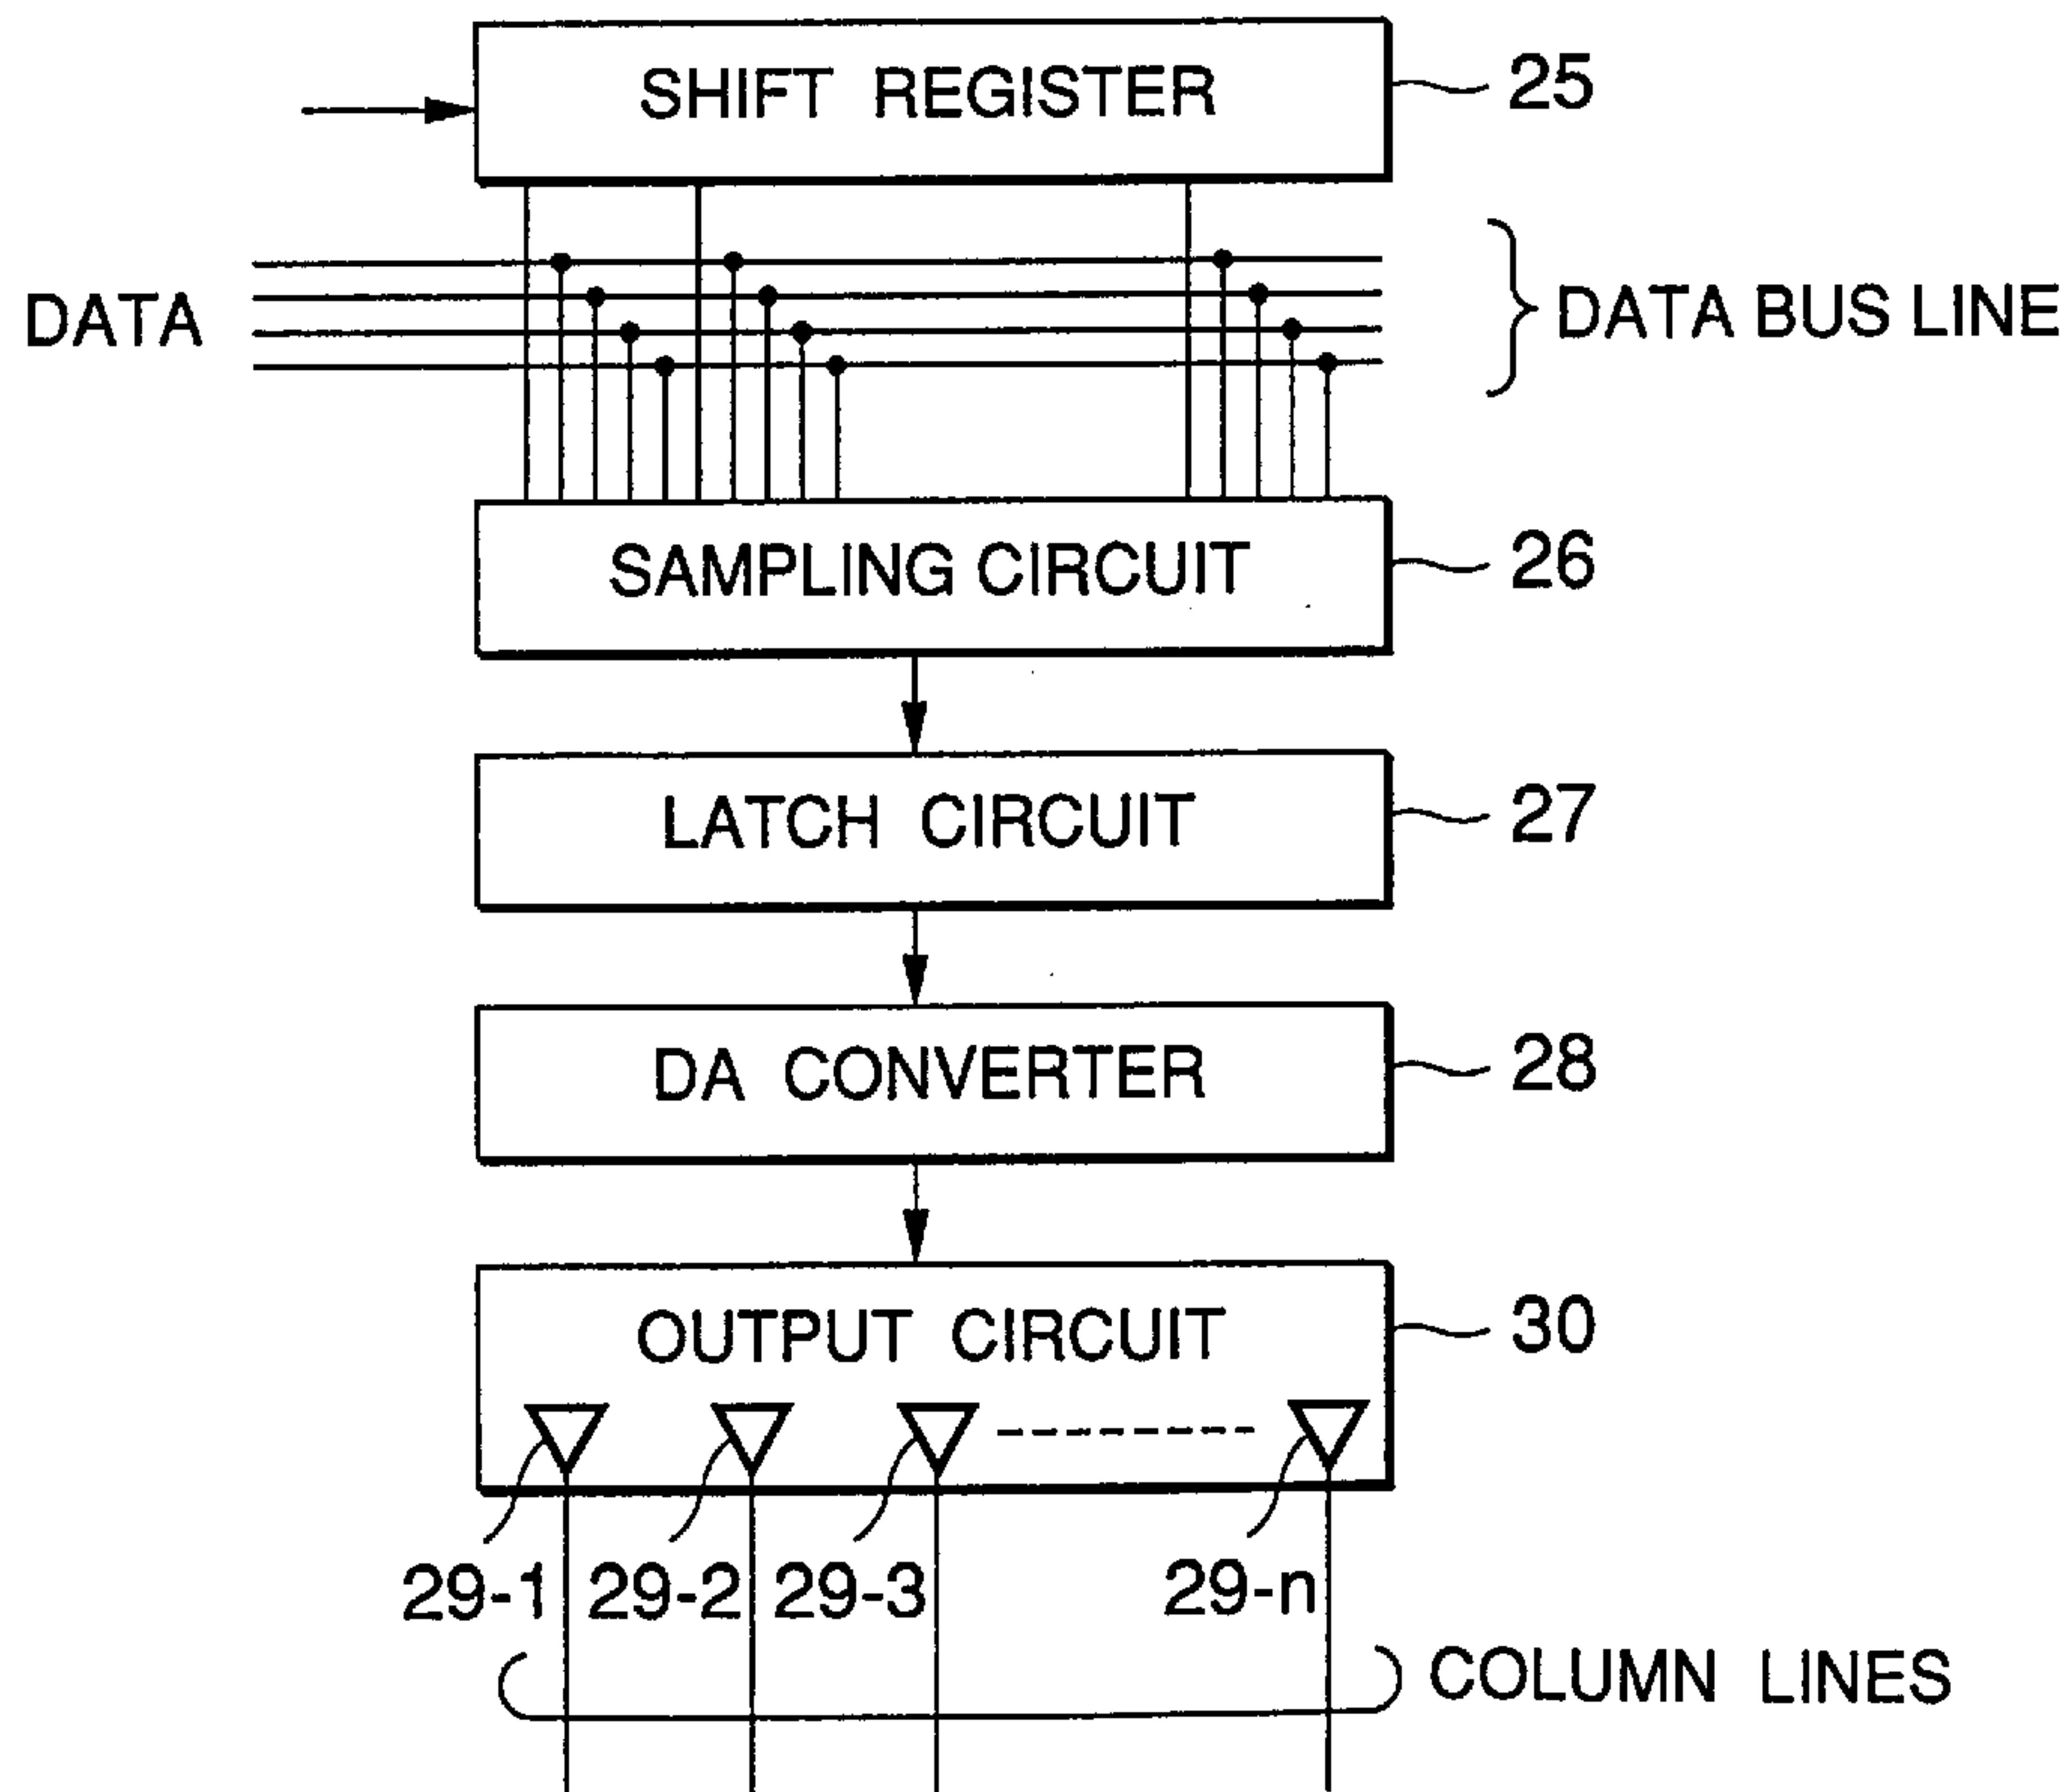 SHIFT REGISTER
25
DATA
DATA BUS LINE
SAMPLING CIRCUIT
26
LATCH CIRCUIT
27
DA CONVERTER
28
OUTPUT CIRCUIT
30
29-1
29-2
29-3
29-n
COLUMN LINES